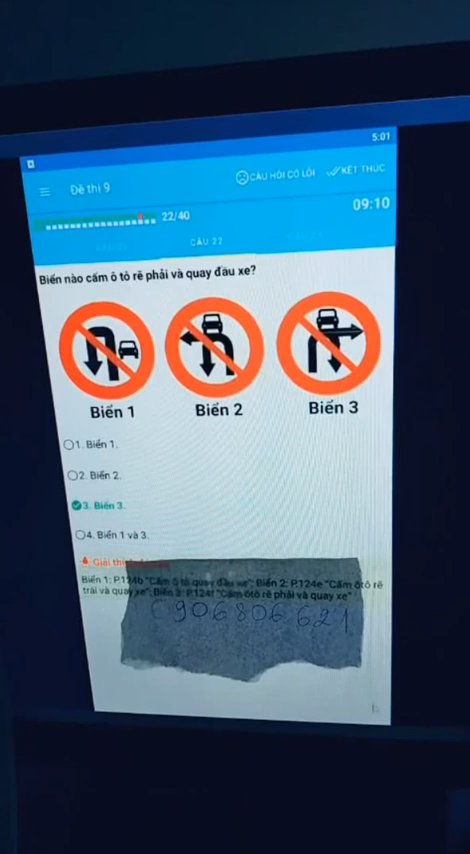 5:01
Đề thi 9
CÂU HỎI CÓ LỖI
KẾT THÚC
22/40
09:10
CÂU 22
Biển nào cấm ô tô rẽ phải và quay đầu xe?
Biển 1
Biển 2
Biển 3
1. Biển 1.
2. Biển 2.
3. Biển 3.
4. Biển 1 và 3.
Giải
Biển 1: P.124b "Cấm ô tô quay đầu xe"; Biển 2: P.124e "Cấm ôtô rẽ
trái và quay xe"; Biển 3: P.124f "Cấm ôtô rẽ phải và quay xe"
0906806621